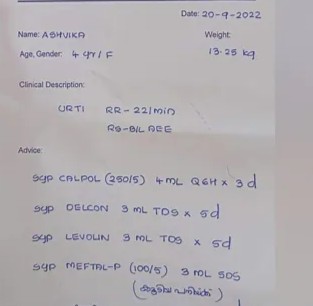 Date: 20-9-2022
Name: ASHVIKA
Weight:
Age, Gender: 4 yr / F
13.25 kg
Clinical Description:
URTI RR - 22/min
RS - B/L AEE
Advice:
syp CALPOL (250/5) 4 mL Q6H x 3d
syp DELCON 3 mL TDS x 5d
syp LEVOLIN 3 mL TDS x 5d
syp MEFTAL-P (100/5) 3 mL SOS